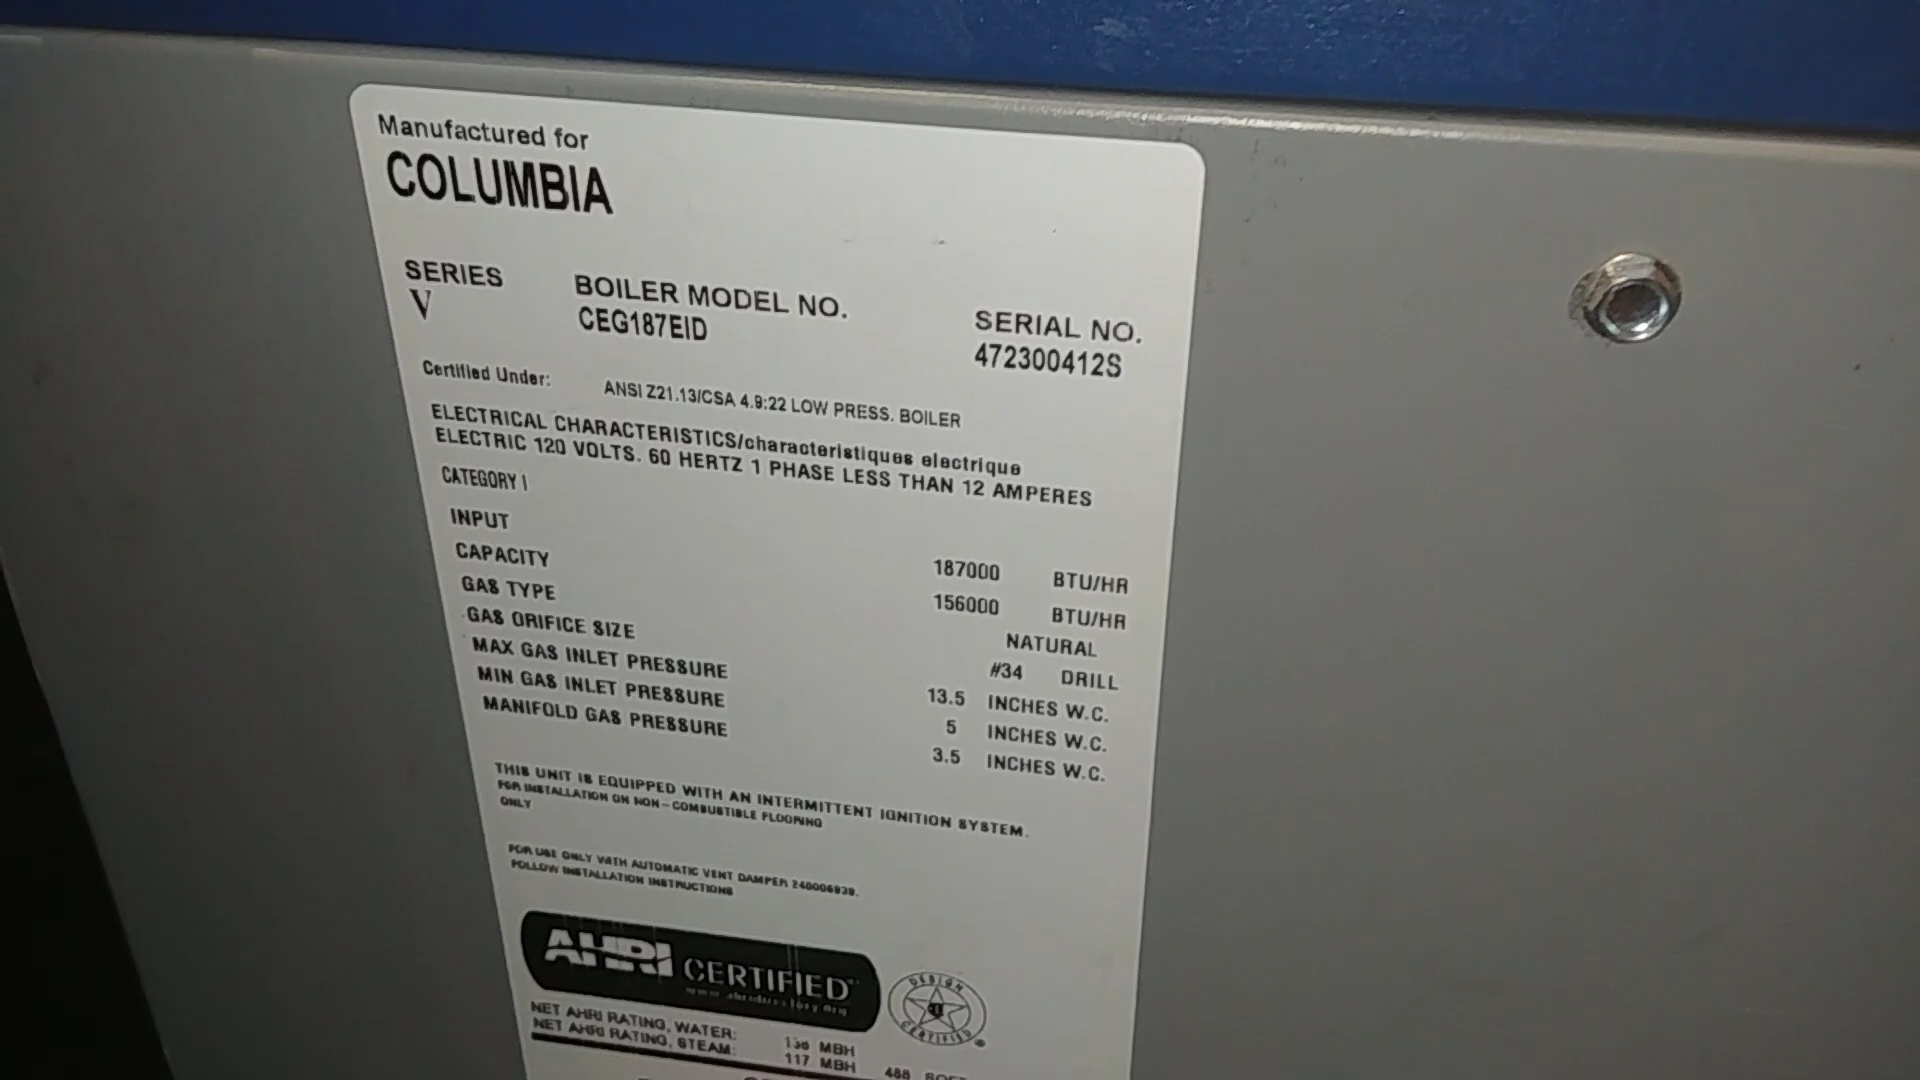 Manufactured for
COLUMBIA
SERIES BOILER MODEL NO. SERIAL NO.
V CEG187EID 472300412S
Certified Under: ANSI Z21.13/CSA 4.9:22 LOW PRESS. BOILER
ELECTRICAL CHARACTERISTICS/characteristiques electrique
ELECTRIC 120 VOLTS. 60 HERTZ 1 PHASE LESS THAN 12 AMPERES
CATEGORY I
INPUT 187000 BTU/HR
CAPACITY 156000 BTU/HR
GAS TYPE NATURAL
GAS ORIFICE SIZE #34 DRILL
MAX GAS INLET PRESSURE 13.5 INCHES W.C.
MIN GAS INLET PRESSURE 5 INCHES W.C.
MANIFOLD GAS PRESSURE 3.5 INCHES W.C.
THIS UNIT IS EQUIPPED WITH AN INTERMITTENT IGNITION SYSTEM.
FOR INSTALLATION ON NON-COMBUSTIBLE FLOORING
ONLY
FOR USE ONLY WITH AUTOMATIC VENT DAMPER 240006939.
FOLLOW INSTALLATION INSTRUCTIONS
AHRI CERTIFIED
www.ahridirectory.org
DESIGN CERTIFIED
NET AHRI RATING, WATER: MBH
NET AHRI RATING, STEAM: 117 MBH 488